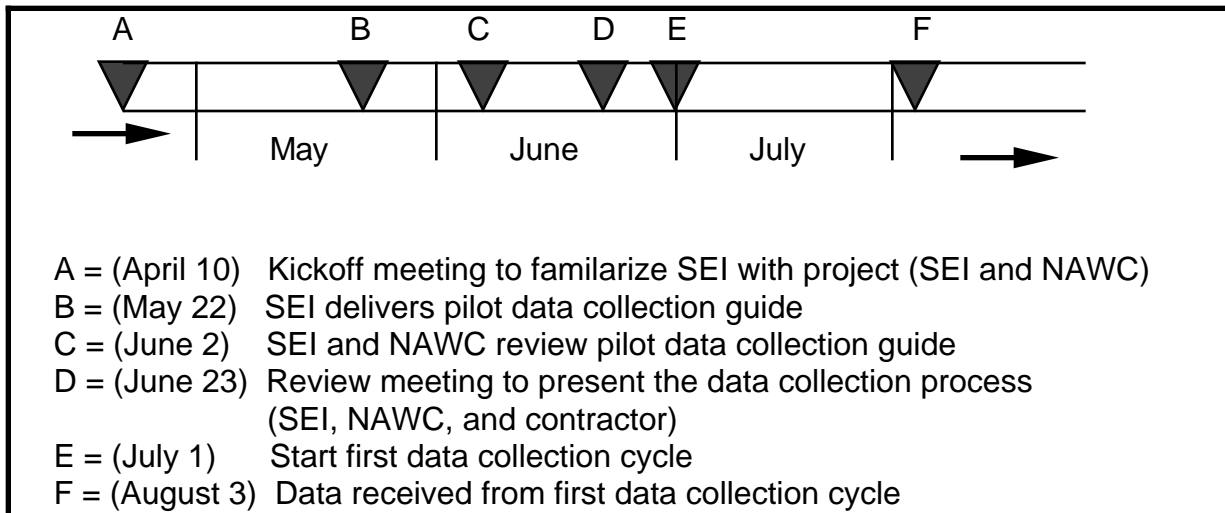 A B C D E F
May June July
A = (April 10) Kickoff meeting to familarize SEI with project (SEI and NAWC)
B = (May 22) SEI delivers pilot data collection guide
C = (June 2) SEI and NAWC review pilot data collection guide
D = (June 23) Review meeting to present the data collection process
(SEI, NAWC, and contractor)
E = (July 1) Start first data collection cycle
F = (August 3) Data received from first data collection cycle